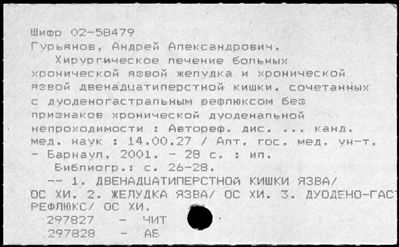 Шифр 02-58479
Гурьянов, Андрей Александрович.
Хирургическое лечение больных
хронической язвой желудка и хронической
язвой двенадцатиперстной кишки, сочетанных
с дуоденогастральным рефлюксом без
признаков хронической дуоденальной
непроходимости : Автореф. дис. ... канд.
мед. наук : 14.00.27 / Алт. гос. мед. ун-т.
- Барнаул, 2001. - 28 с. : ил.
Библиогр.: с. 26-28.
-- 1. ДВЕНАДЦАТИПЕРСТНОЙ КИШКИ ЯЗВА/
ОС ХИ. 2. ЖЕЛУДКА ЯЗВА/ ОС ХИ. 3. ДУОДЕНО-ГАСТ
РЕФЛЮКС/ ОС ХИ.
297827 - ЧИТ
297828 - АБ